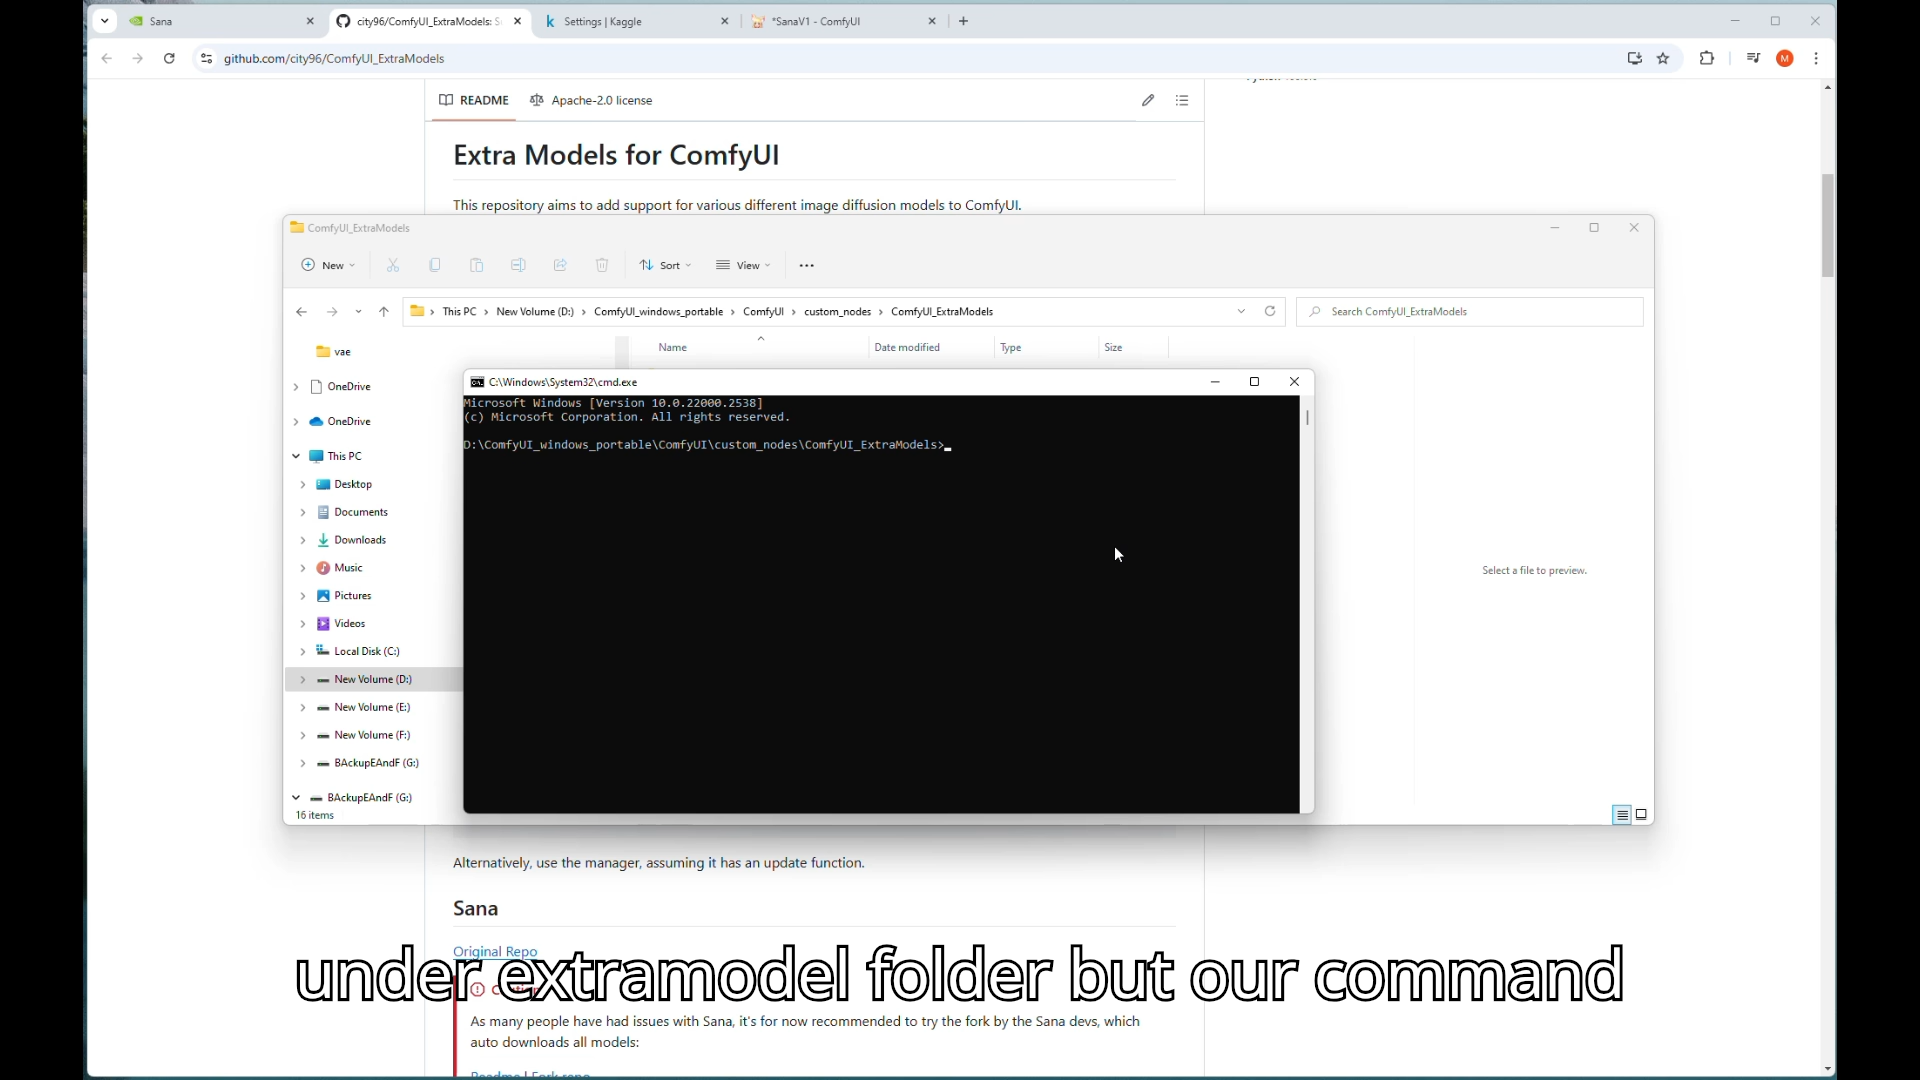 Sana
city96/ComfyUI_ExtraModels: S
Settings | Kaggle
*SanaV1 - ComfyUI
github.com/city96/ComfyUI_ExtraModels
M
README
Apache-2.0 license
Extra Models for ComfyUI
This repository aims to add support for various different image diffusion models to ComfyUI.
ComfyUI_ExtraModels
New
Sort
View
This PC > New Volume (D:) > ComfyUI_windows_portable > ComfyUI > custom_nodes > ComfyUI_ExtraModels
Search ComfyUI_ExtraModels
Name
Date modified
Type
Size
vae
OneDrive
OneDrive
This PC
Desktop
Documents
Downloads
Music
Pictures
Videos
Local Disk (C:)
New Volume (D:)
New Volume (E:)
New Volume (F:)
BAckupEAndF (G:)
BAckupEAndF (G:)
16 items
C:\Windows\System32\cmd.exe
Microsoft Windows [Version 10.0.22000.2538]
(c) Microsoft Corporation. All rights reserved.
D:\ComfyUI_windows_portable\ComfyUI\custom_nodes\ComfyUI_ExtraModels>
Select a file to preview.
Alternatively, use the manager, assuming it has an update function.
Sana
Original Repo
under extramodel folder but our command
As many people have had issues with Sana, it's for now recommended to try the fork by the Sana devs, which
auto downloads all models: